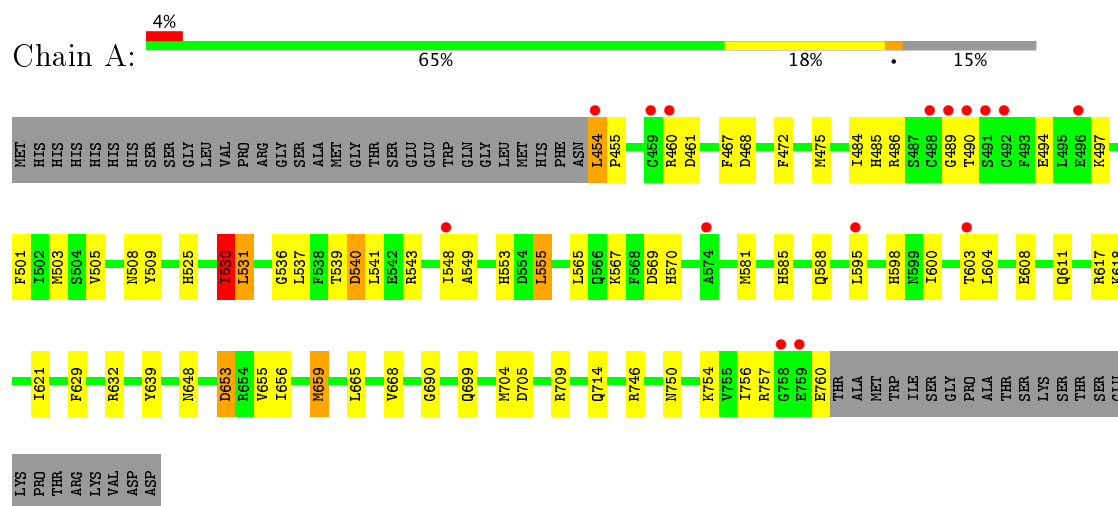 4%
Chain A:
65% 18% • 15%
MET HIS HIS HIS HIS HIS HIS SER SER GLY LEU VAL PRO ARG GLY SER ALA MET GLY THR SER GLU GLU TRP GLN GLY LEU MET HIS PHE ASN L454 P455 C459 R460 D461 F467 D468 F472 M475 I484 H485 R486 S487 C488 G489 T490 S491 C492 F493 E494 L495 E496 K497
F501 I502 M503 S504 V505 N508 Y509 H525 I530 L531 G536 L537 F538 T539 D540 L541 E542 R543 I548 A549 H553 D554 L555 L565 Q566 K567 F568 D569 H570 A574 M581 H585 Q588 L595 H598 N599 I600 T603 L604 E608 Q611 R617 K618
I621 F629 R632 Y639 N648 D653 R654 V655 I656 M659 L665 V668 G690 Q699 M704 D705 R709 Q714 R746 N750 K754 V755 I756 R757 G758 E759 E760 THR ALA MET TRP ILE SER GLY PRO ALA THR SER LYS SER THR SER GLU
LYS PRO THR ARG LYS VAL ASP ASP